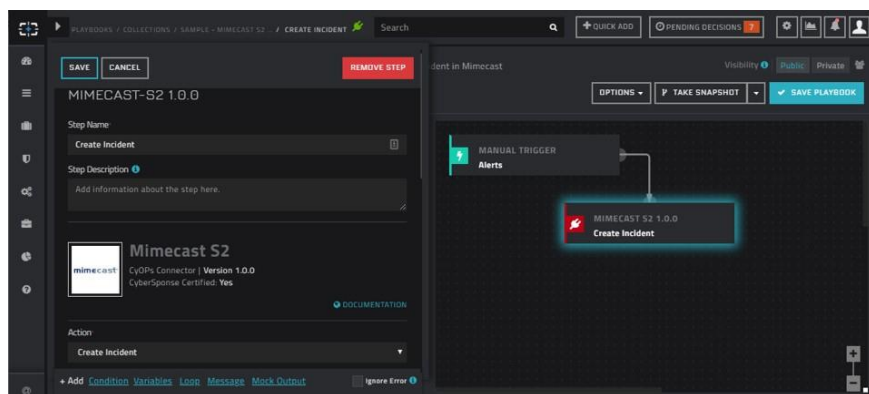 PLAYBOOKS / COLLECTIONS / SAMPLE - MIMECAST S2 ... / CREATE INCIDENT
Search
+ QUICK ADD
PENDING DECISIONS 7
SAVE
CANCEL
REMOVE STEP
dent in Mimecast
Visibility
Public
Private
MIMECAST-S2 1.0.0
OPTIONS
TAKE SNAPSHOT
SAVE PLAYBOOK
Step Name
Create Incident
Step Description
Add information about the step here.
MANUAL TRIGGER
Alerts
MIMECAST S2 1.0.0
Create Incident
mimecast
Mimecast S2
CyOPs Connector | Version 1.0.0
CyberSponse Certified: Yes
DOCUMENTATION
Action
Create Incident
+ Add Condition Variables Loop Message Mock Output
Ignore Error